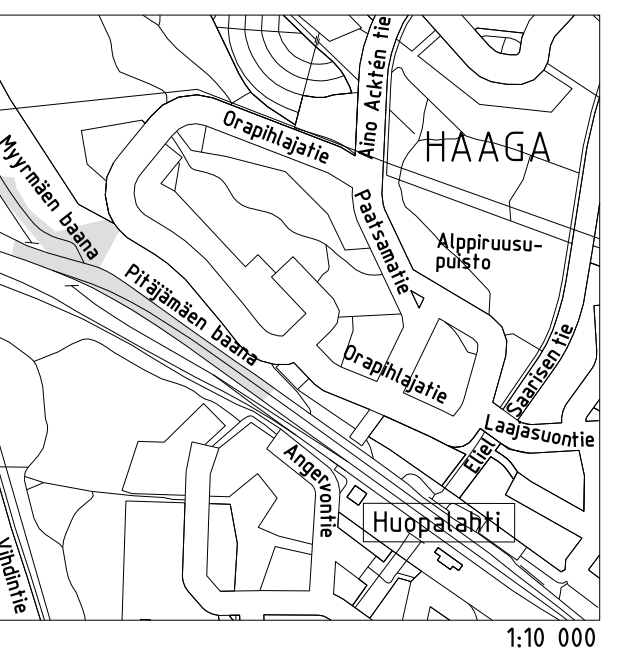 Aino Acktén tie
Orapihlajatie
HAAGA
Myyrmäen baana
Paatsamatie
Alppiruusu-
puisto
Pitäjämäen baana
Orapihlajatie
Eliel
Saarisen tie
Laajasuontie
Angervontie
Huopalahti
Vihdintie
1:10 000